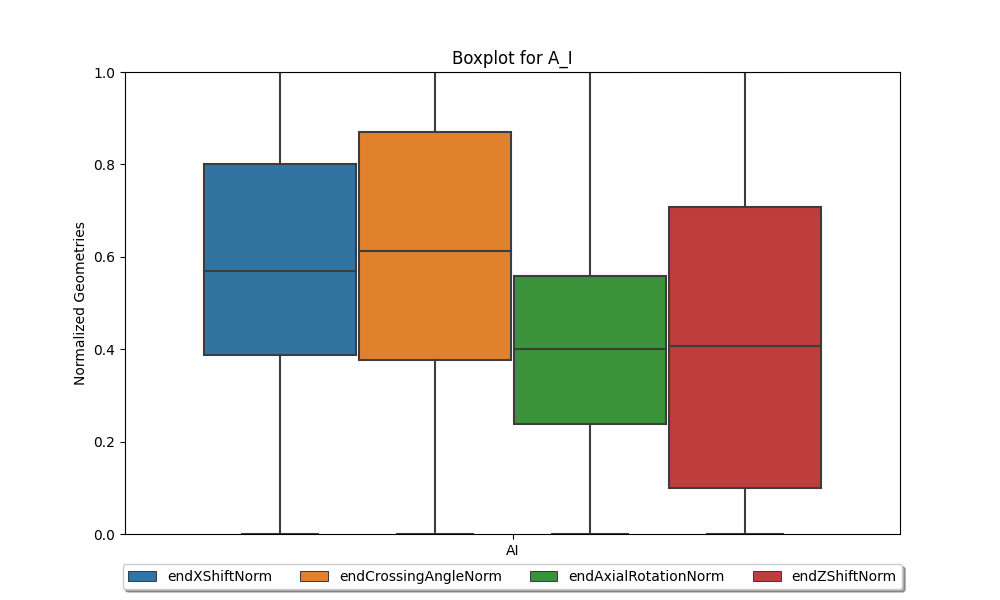 Boxplot for A_I
1.0
0.8
0.6
0.4
0.2
0.0
Normalized Geometries
AI
endXShiftNorm endCrossingAngleNorm endAxialRotationNorm endZShiftNorm